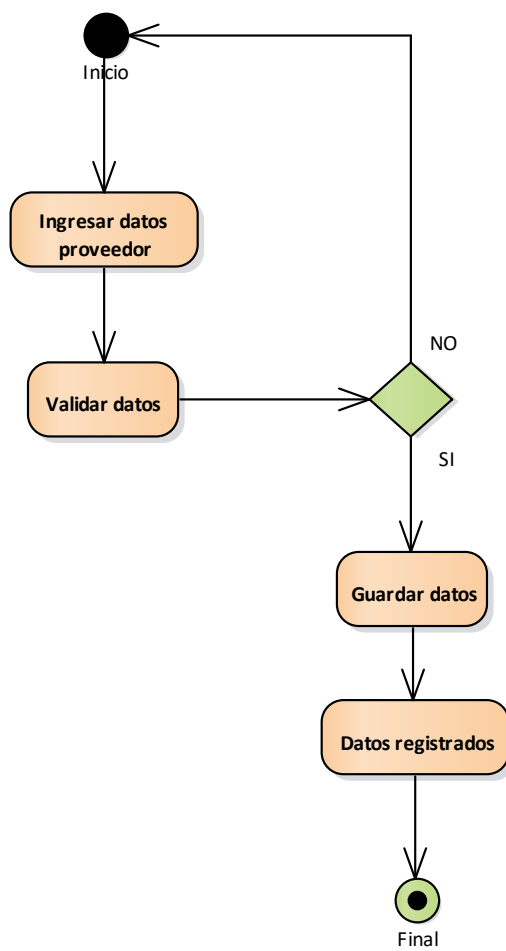 Inicio
Ingresar datos
proveedor
NO
Validar datos
SI
Guardar datos
Datos registrados
Final